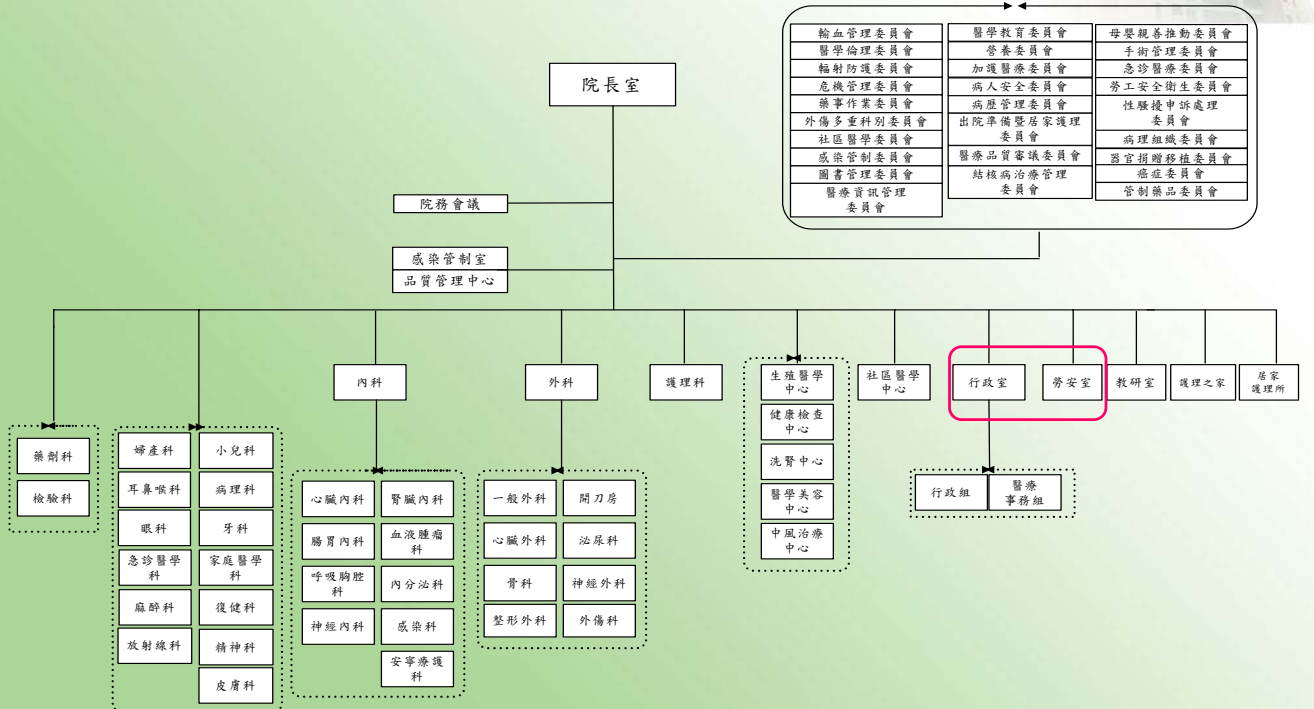 輸血管理委員會
醫學倫理委員會
輻射防護委員會
危機管理委員會
藥事作業委員會
外傷多重科別委員會
社區醫學委員會
感染管制委員會
圖書管理委員會
醫療資訊管理
委員會
醫學教育委員會
營養委員會
加護醫療委員會
病人安全委員會
病歷管理委員會
出院準備暨居家護理
委員會
醫療品質審議委員會
結核病治療管理
委員會
母嬰親善推動委員會
手術管理委員會
急診醫療委員會
勞工安全衛生委員會
性騷擾申訴處理
委員會
病理組織委員會
器官捐贈移植委員會
癌症委員會
管制藥品委員會
院長室
院務會議
感染管制室
品質管理中心
內科
外科
護理科
生殖醫學
中心
社區醫學
中心
行政室
勞安室
教研室
護理之家
居家
護理所
藥劑科
檢驗科
婦產科
小兒科
耳鼻喉科
病理科
眼科
牙科
急診醫學
科
家庭醫學
科
麻醉科
復健科
放射線科
精神科
皮膚科
心臟內科
腎臟內科
腸胃內科
血液腫瘤
科
呼吸胸腔
科
內分泌科
神經內科
感染科
安寧療護
科
一般外科
開刀房
心臟外科
泌尿科
骨科
神經外科
整形外科
外傷科
健康檢查
中心
洗腎中心
醫學美容
中心
中風治療
中心
行政組
醫療
事務組